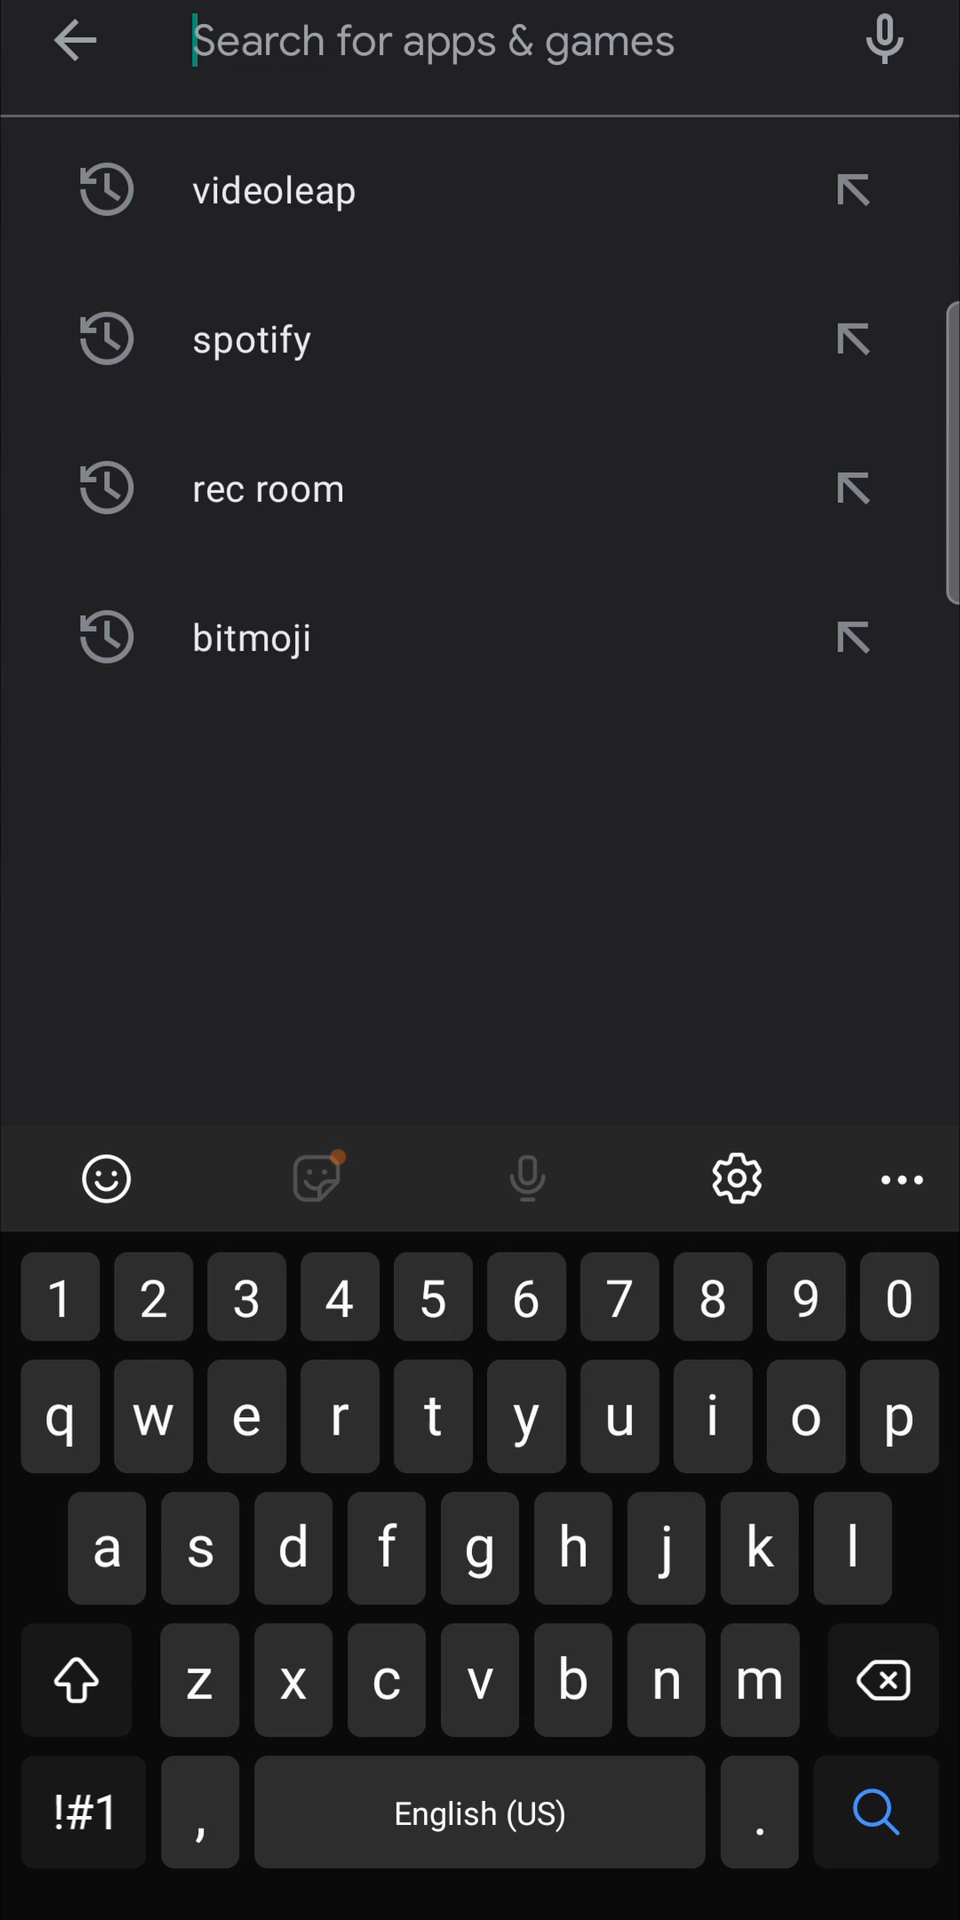 Search for apps & games
videoleap
spotify
rec room
bitmoji
1 2 3 4 5 6 7 8 9 0
q w e r t y u i o p
a s d f g h j k l
z x c v b n m
!#1 , English (US) .